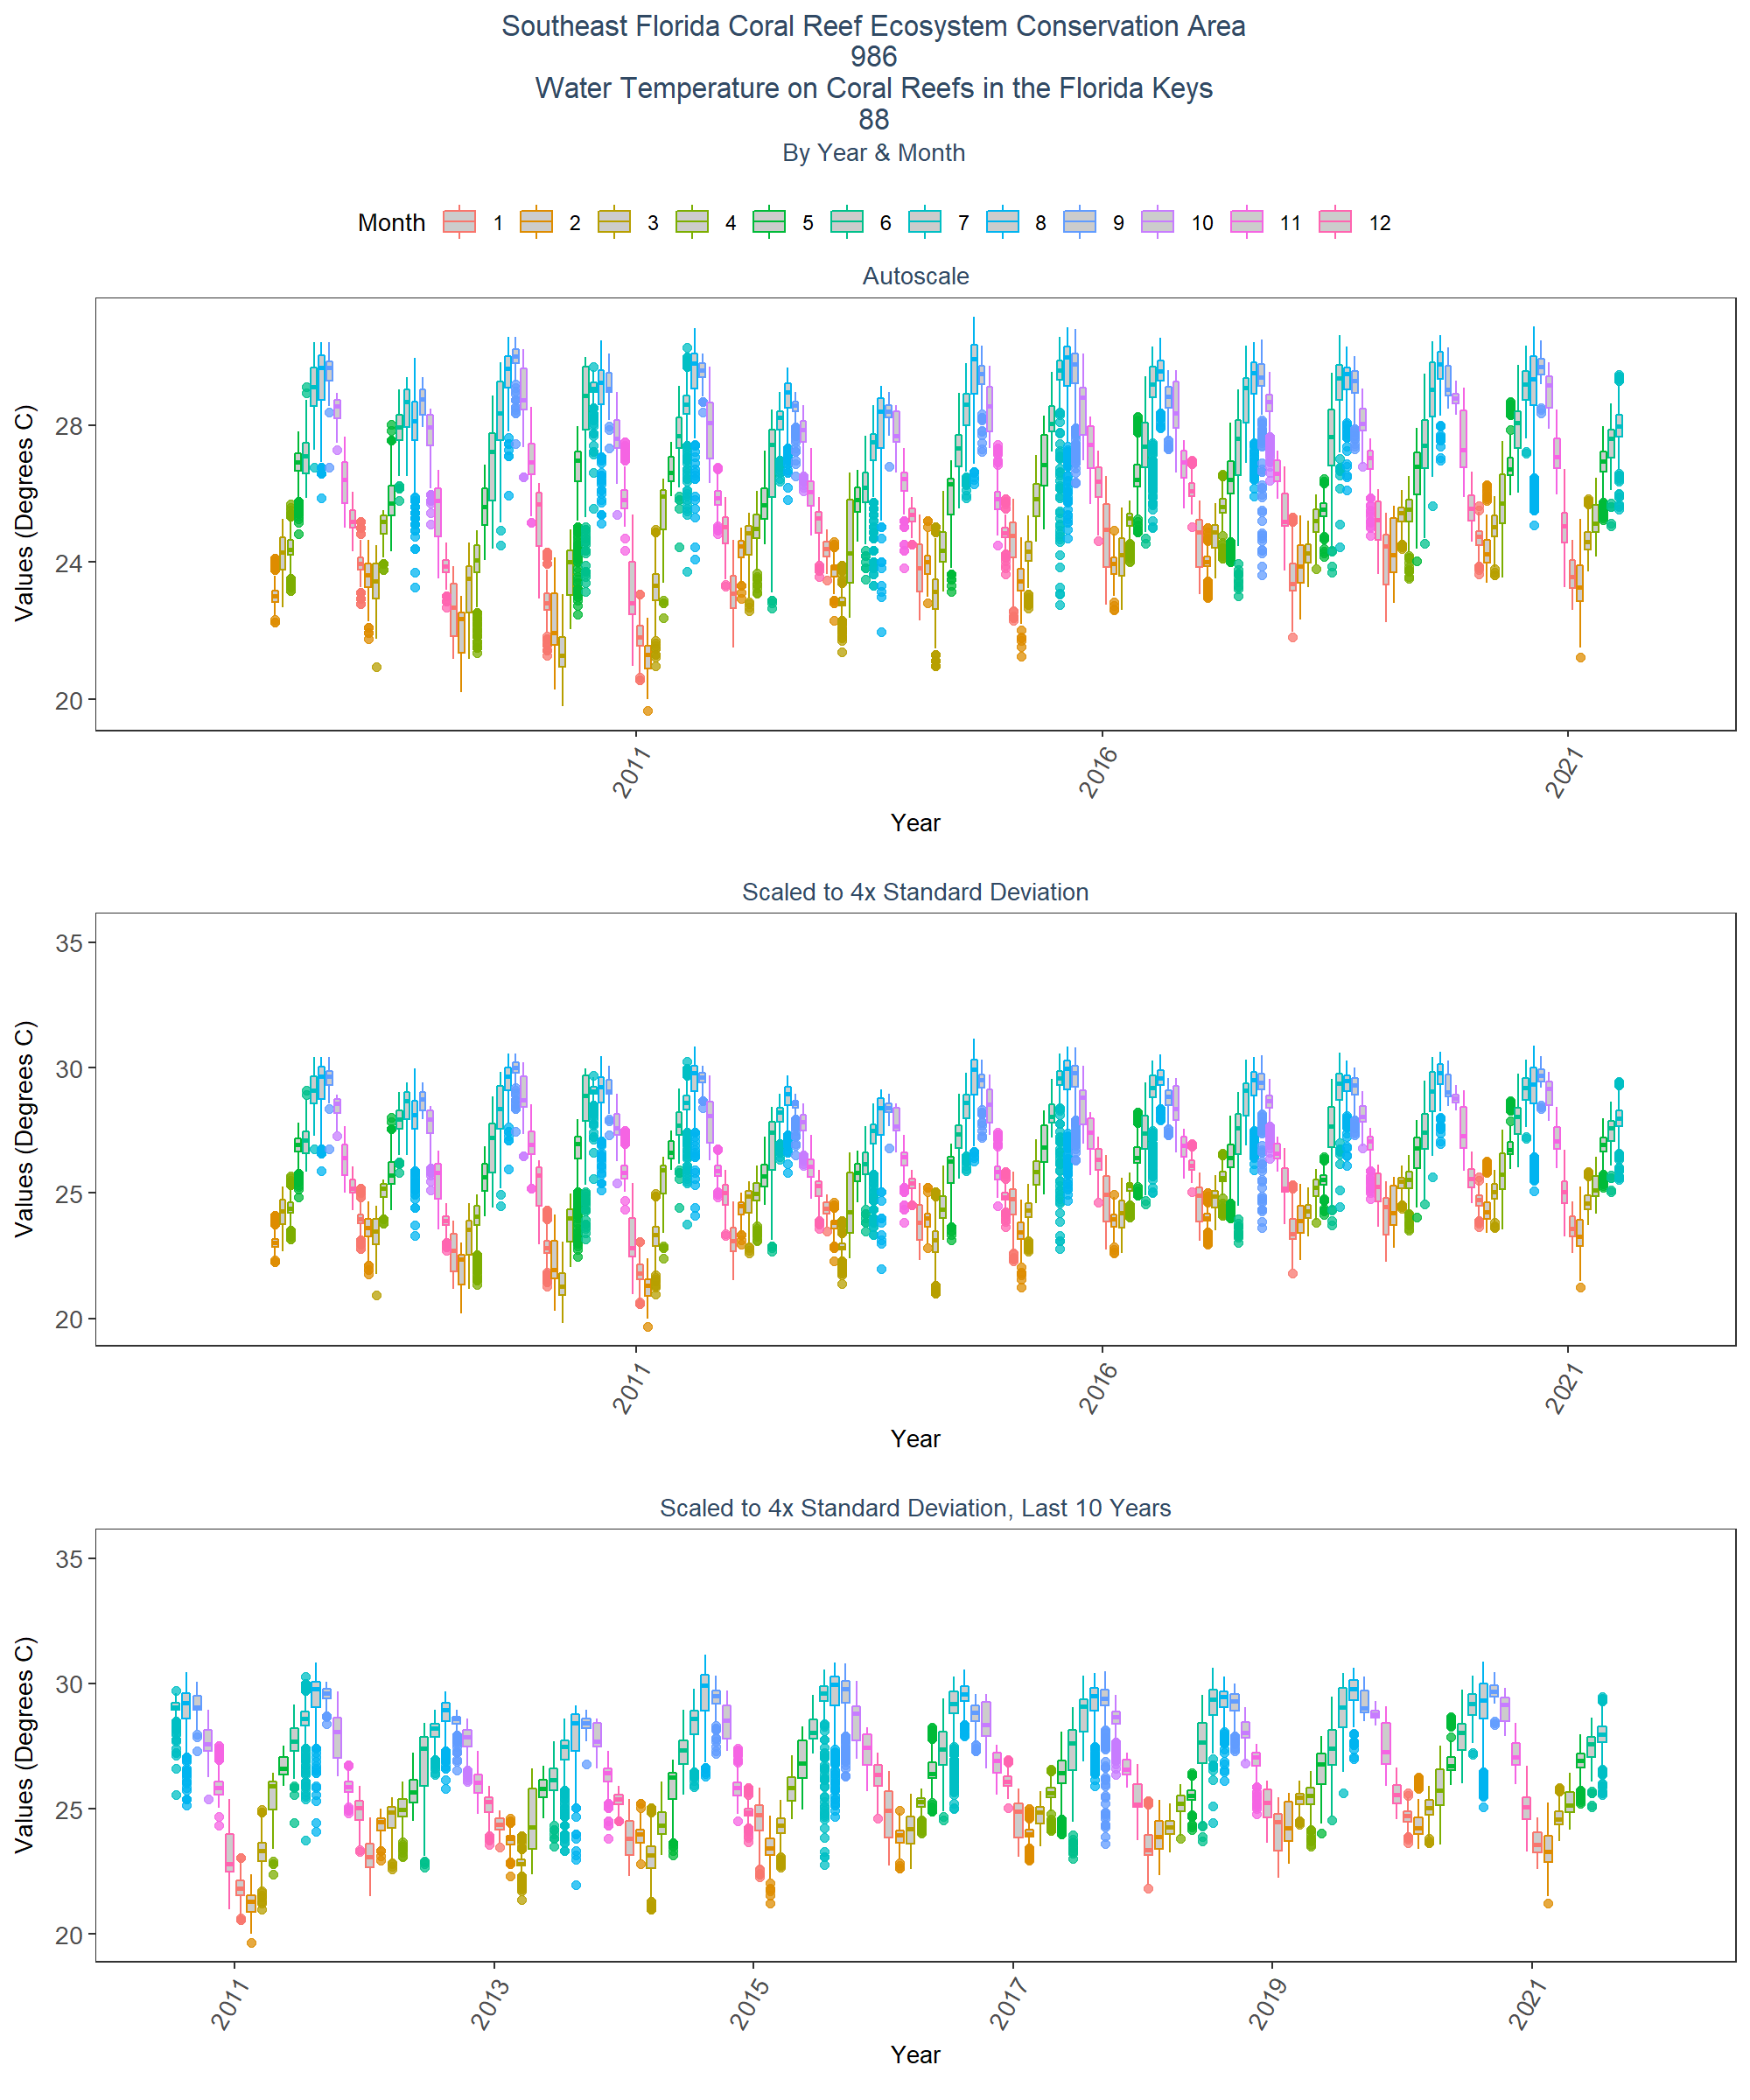 Southeast Florida Coral Reef Ecosystem Conservation Area
986
Water Temperature on Coral Reefs in the Florida Keys
88
By Year & Month
Month 1 2 3 4 5 6 7 8 9 10 11 12
Autoscale
Values (Degrees C)
28
24
20
2011 2016 2021
Year
Scaled to 4x Standard Deviation
Values (Degrees C)
35
30
25
20
2011 2016 2021
Year
Scaled to 4x Standard Deviation, Last 10 Years
Values (Degrees C)
35
30
25
20
2011 2013 2015 2017 2019 2021
Year